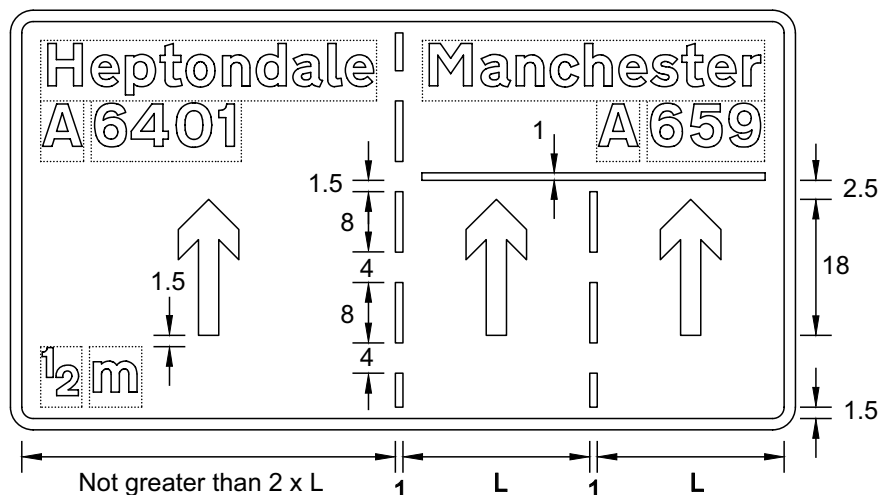 Heptondale
A 6401
Manchester
A 659
1
1.5
2.5
8
4
18
1.5
8
4
1/2 m
1.5
Not greater than 2 x L
1
L
1
L